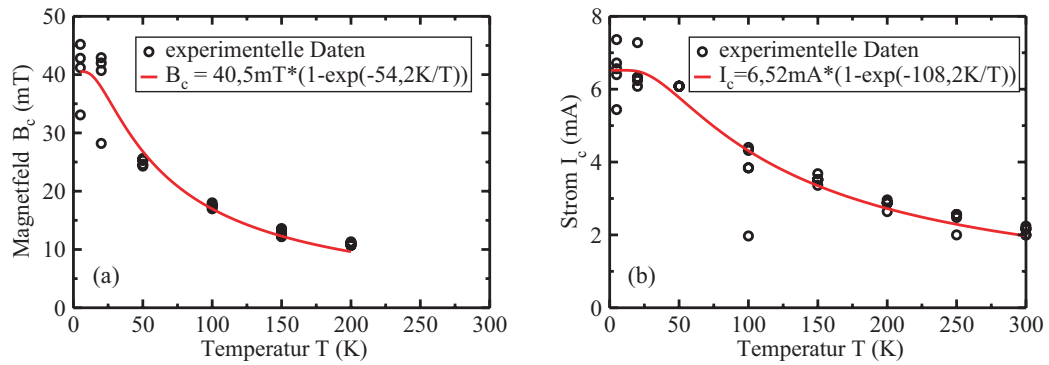 50
40
30
20
10
0
Magnetfeld B_c (mT)
experimentelle Daten
B_c = 40,5mT*(1-exp(-54,2K/T))
(a)
0 50 100 150 200 250 300
Temperatur T (K)
8
6
4
2
0
Strom I_c (mA)
experimentelle Daten
I_c=6,52mA*(1-exp(-108,2K/T))
(b)
0 50 100 150 200 250 300
Temperatur T (K)